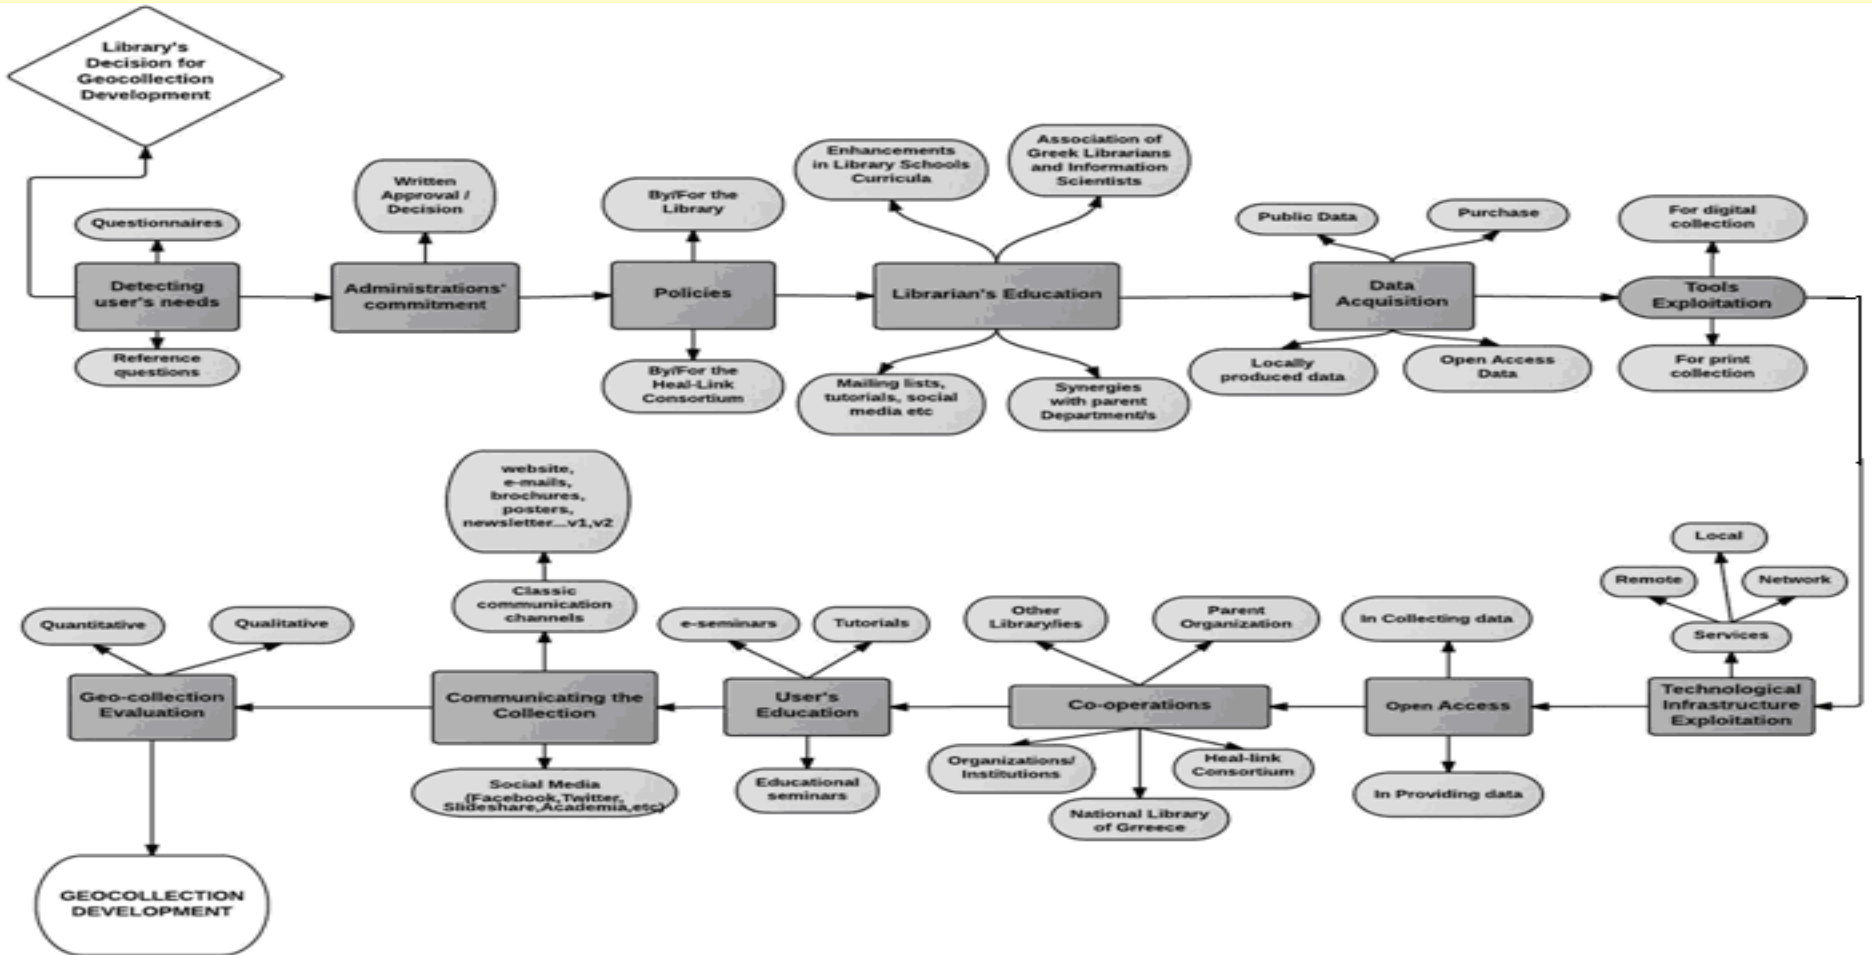 Library's
Decision for
Geocollection
Development
Questionnaires
Detecting
user's needs
Reference
questions
Written
Approval /
Decision
Administrations'
commitment
By/For the
Library
Policies
By/For the
Heal-Link
Consortium
Enhancements
in Library Schools
Curricula
Association of
Greek Librarians
and Information
Scientists
Librarian's Education
Mailing lists,
tutorials, social
media etc
Synergies
with parent
Department/s
Public Data
Purchase
Data
Acquisition
Locally
produced data
Open Access
Data
For digital
collection
Tools
Exploitation
For print
collection
Local
Remote
Network
Services
Technological
Infrastructure
Exploitation
In Collecting data
Open Access
In Providing data
Other
Library/ies
Parent
Organization
Co-operations
Organizations/
Institutions
National Library
of Grreece
Heal-link
Consortium
e-seminars
Tutorials
User's
Education
Educational
seminars
website,
e-mails,
brochures,
posters,
newsletter...v1,v2
Classic
communication
channels
Communicating the
Collection
Social Media
(Facebook,Twitter,
Slideshare,Academia,etc)
Quantitative
Qualitative
Geo-collection
Evaluation
GEOCOLLECTION
DEVELOPMENT